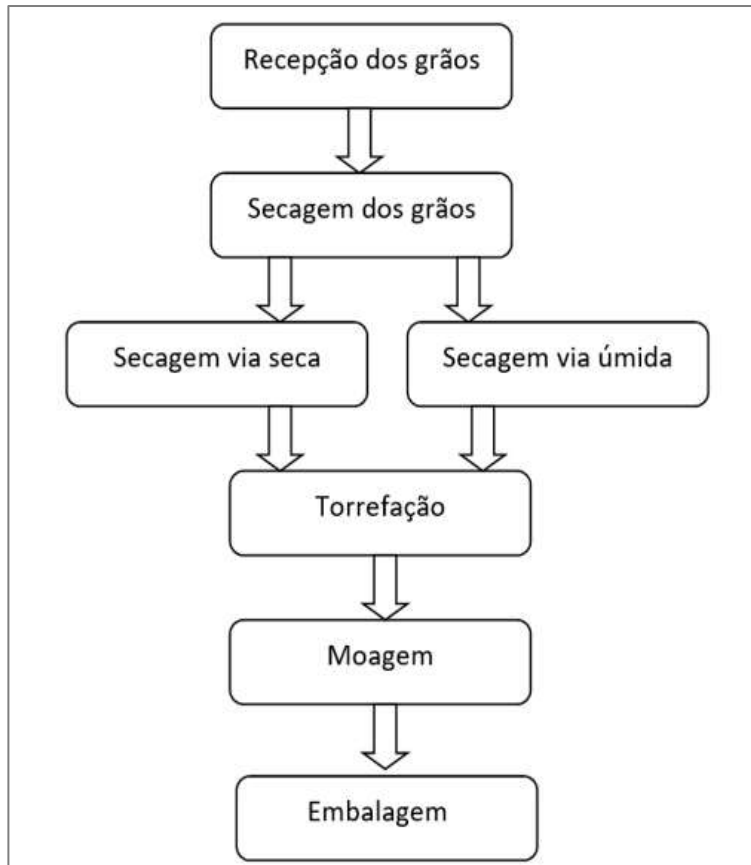 Recepção dos grãos
Secagem dos grãos
Secagem via seca
Secagem via úmida
Torrefação
Moagem
Embalagem